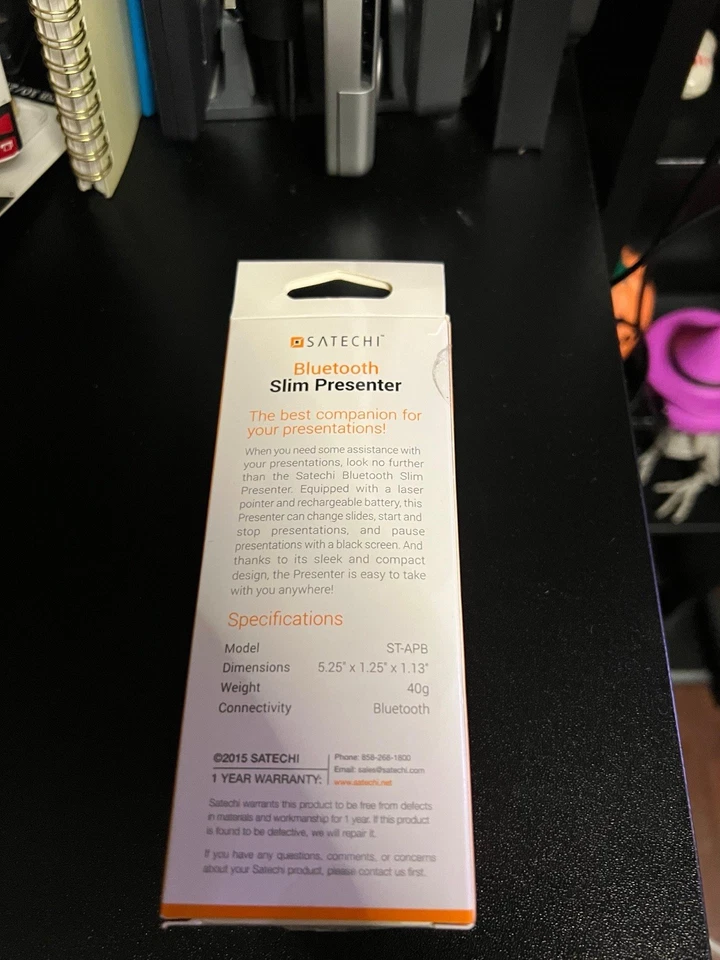 SATECHI™
Bluetooth
Slim Presenter
The best companion for
your presentations!
When you need some assistance with
your presentations, look no further
than the Satechi Bluetooth Slim
Presenter. Equipped with a laser
pointer and rechargeable battery, this
Presenter can change slides, start and
stop presentations, and pause
presentations with a black screen. And
thanks to its sleek and compact
design, the Presenter is easy to take
with you anywhere!
Specifications
Model ST-APB
Dimensions 5.25" x 1.25" x 1.13"
Weight 40g
Connectivity Bluetooth
©2015 SATECHI
1 YEAR WARRANTY:
Phone: 858-268-1800
Email: sales@satechi.com
www.satechi.net
Satechi warrants this product to be free from defects
in materials and workmanship for 1 year. If this product
is found to be defective, we will repair it.
If you have any questions, comments, or concerns
about your Satechi product, please contact us first.